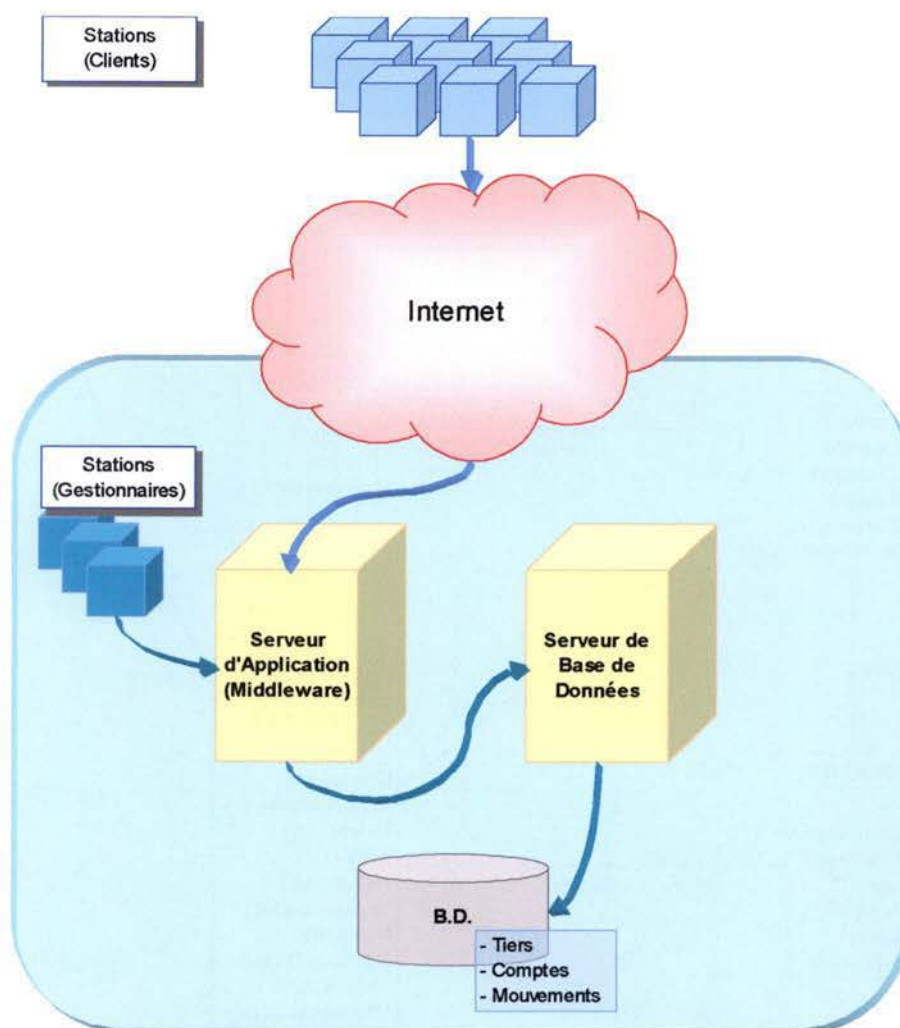 Stations
(Clients)
Internet
Stations
(Gestionnaires)
Serveur
d'Application
(Middleware)
Serveur de
Base de
Données
B.D.
- Tiers
- Comptes
- Mouvements